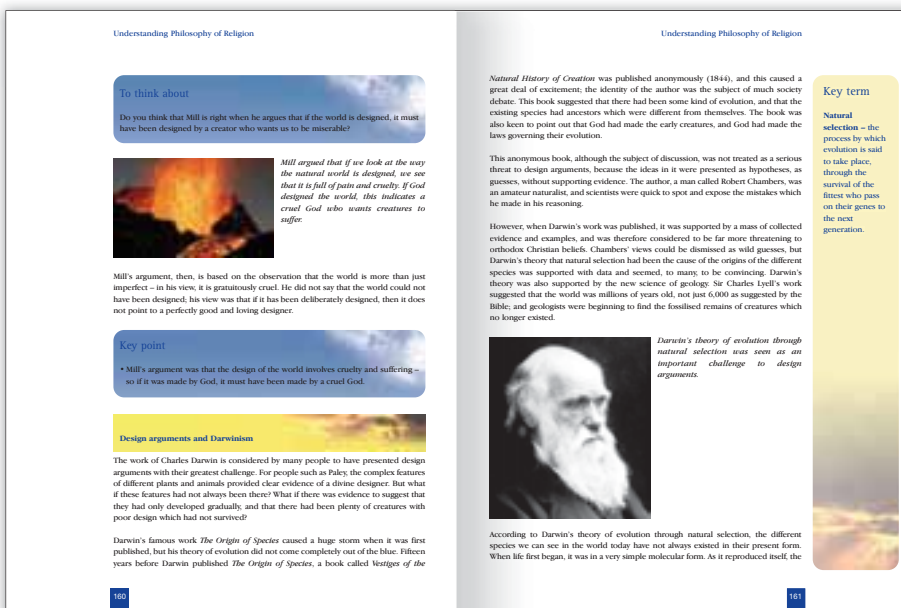 Understanding Philosophy of Religion
To think about
Do you think that Mill is right when he argues that if the world is designed, it must
have been designed by a creator who wants us to be miserable?
Mill argued that if we look at the way
the natural world is designed, we see
that it is full of pain and cruelty. If God
designed the world, this indicates a
cruel God who wants creatures to
suffer.
Mill's argument, then, is based on the observation that the world is more than just
imperfect – in his view, it is gratuitously cruel. He did not say that the world could not
have been designed; his view was that if it has been deliberately designed, then it does
not point to a perfectly good and loving designer.
Key point
• Mill's argument was that the design of the world involves cruelty and suffering –
so if it was made by God, it must have been made by a cruel God.
Design arguments and Darwinism
The work of Charles Darwin is considered by many people to have presented design
arguments with their greatest challenge. For people such as Paley, the complex features
of different plants and animals provided clear evidence of a divine designer. But what
if these features had not always been there? What if there was evidence to suggest that
they had only developed gradually, and that there had been plenty of creatures with
poor design which had not survived?
Darwin's famous work The Origin of Species caused a huge storm when it was first
published, but his theory of evolution did not come completely out of the blue. Fifteen
years before Darwin published The Origin of Species, a book called Vestiges of the
160
Understanding Philosophy of Religion
Natural History of Creation was published anonymously (1844), and this caused a
great deal of excitement; the identity of the author was the subject of much society
debate. This book suggested that there had been some kind of evolution, and that the
existing species had ancestors which were different from themselves. The book was
also keen to point out that God had made the early creatures, and God had made the
laws governing their evolution.
This anonymous book, although the subject of discussion, was not treated as a serious
threat to design arguments, because the ideas in it were presented as hypotheses, as
guesses, without supporting evidence. The author, a man called Robert Chambers, was
an amateur naturalist, and scientists were quick to spot and expose the mistakes which
he made in his reasoning.
However, when Darwin's work was published, it was supported by a mass of collected
evidence and examples, and was therefore considered to be far more threatening to
orthodox Christian beliefs. Chambers' views could be dismissed as wild guesses, but
Darwin's theory that natural selection had been the cause of the origins of the different
species was supported with data and seemed, to many, to be convincing. Darwin's
theory was also supported by the new science of geology. Sir Charles Lyell's work
suggested that the world was millions of years old, not just 6,000 as suggested by the
Bible; and geologists were beginning to find the fossilised remains of creatures which
no longer existed.
Darwin's theory of evolution through
natural selection was seen as an
important challenge to design
arguments.
According to Darwin's theory of evolution through natural selection, the different
species we can see in the world today have not always existed in their present form.
When life first began, it was in a very simple molecular form. As it reproduced itself, the
Key term
Natural
selection – the
process by which
evolution is said
to take place,
through the
survival of the
fittest who pass
on their genes to
the next
generation.
161